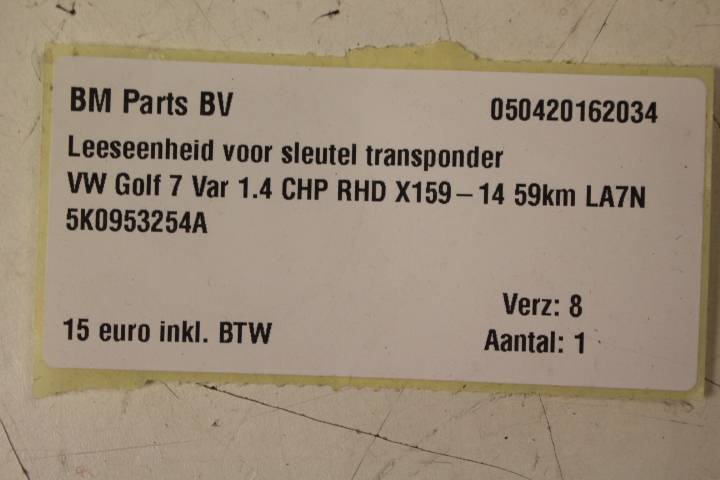 BM Parts BV 050420162034
Leeseenheid voor sleutel transponder
VW Golf 7 Var 1.4 CHP RHD X159-14 59km LA7N
5K0953254A
Verz: 8
15 euro inkl. BTW Aantal: 1